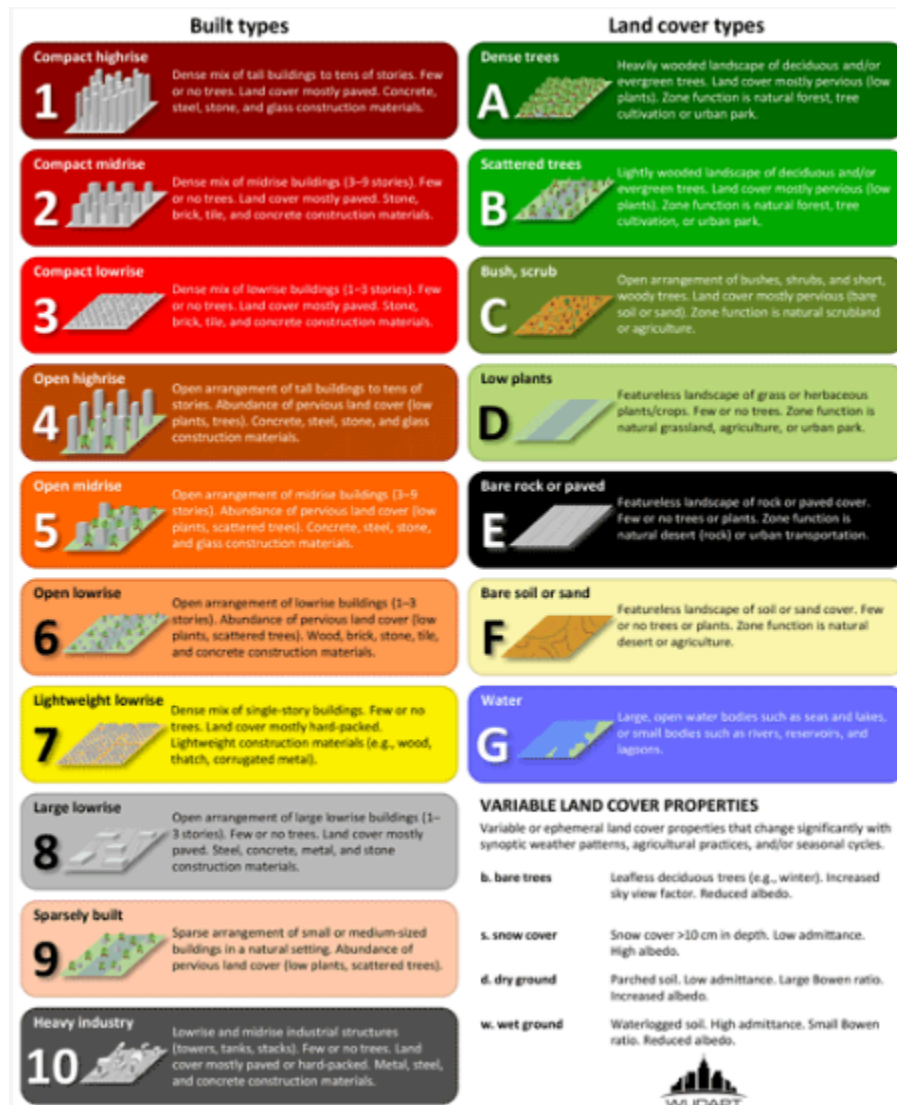 Built types
Compact highrise
1
Dense mix of tall buildings to tens of stories. Few
or no trees. Land cover mostly paved. Concrete,
steel, stone, and glass construction materials.
Compact midrise
2
Dense mix of midrise buildings (3–9 stories). Few
or no trees. Land cover mostly paved. Stone,
brick, tile, and concrete construction materials.
Compact lowrise
3
Dense mix of lowrise buildings (1–3 stories). Few
or no trees. Land cover mostly paved. Stone,
brick, tile, and concrete construction materials.
Open highrise
4
Open arrangement of tall buildings to tens of
stories. Abundance of pervious land cover (low
plants, trees). Concrete, steel, stone, and glass
construction materials.
Open midrise
5
Open arrangement of midrise buildings (3–9
stories). Abundance of pervious land cover (low
plants, scattered trees). Concrete, steel, stone,
and glass construction materials.
Open lowrise
6
Open arrangement of lowrise buildings (1–3
stories). Abundance of pervious land cover (low
plants, scattered trees). Wood, brick, stone, tile,
and concrete construction materials.
Lightweight lowrise
7
Dense mix of single-story buildings. Few or no
trees. Land cover mostly hard-packed.
Lightweight construction materials (e.g., wood,
thatch, corrugated metal).
Large lowrise
8
Open arrangement of large lowrise buildings (1–
3 stories). Few or no trees. Land cover mostly
paved. Steel, concrete, metal, and stone
construction materials.
Sparsely built
9
Sparse arrangement of small or medium-sized
buildings in a natural setting. Abundance of
pervious land cover (low plants, scattered trees).
Heavy industry
10
Lowrise and midrise industrial structures
(towers, tanks, stacks). Few or no trees. Land
cover mostly paved or hard-packed. Metal, steel,
and concrete construction materials.
Land cover types
Dense trees
A
Heavily wooded landscape of deciduous and/or
evergreen trees. Land cover mostly pervious (low
plants). Zone function is natural forest, tree
cultivation or urban park.
Scattered trees
B
Lightly wooded landscape of deciduous and/or
evergreen trees. Land cover mostly pervious (low
plants). Zone function is natural forest, tree
cultivation, or urban park.
Bush, scrub
C
Open arrangement of bushes, shrubs, and short,
woody trees. Land cover mostly pervious (bare
soil or sand). Zone function is natural scrubland
or agriculture.
Low plants
D
Featureless landscape of grass or herbaceous
plants/crops. Few or no trees. Zone function is
natural grassland, agriculture, or urban park.
Bare rock or paved
E
Featureless landscape of rock or paved cover.
Few or no trees or plants. Zone function is
natural desert (rock) or urban transportation.
Bare soil or sand
F
Featureless landscape of soil or sand cover. Few
or no trees or plants. Zone function is natural
desert or agriculture.
Water
G
Large, open water bodies such as seas and lakes,
or small bodies such as rivers, reservoirs, and
lagoons.
VARIABLE LAND COVER PROPERTIES
Variable or ephemeral land cover properties that change significantly with
synoptic weather patterns, agricultural practices, and/or seasonal cycles.
b. bare trees
Leafless deciduous trees (e.g., winter). Increased
sky view factor. Reduced albedo.
s. snow cover
Snow cover >10 cm in depth. Low admittance.
High albedo.
d. dry ground
Parched soil. Low admittance. Large Bowen ratio.
Increased albedo.
w. wet ground
Waterlogged soil. High admittance. Small Bowen
ratio. Reduced albedo.
WUDAPT